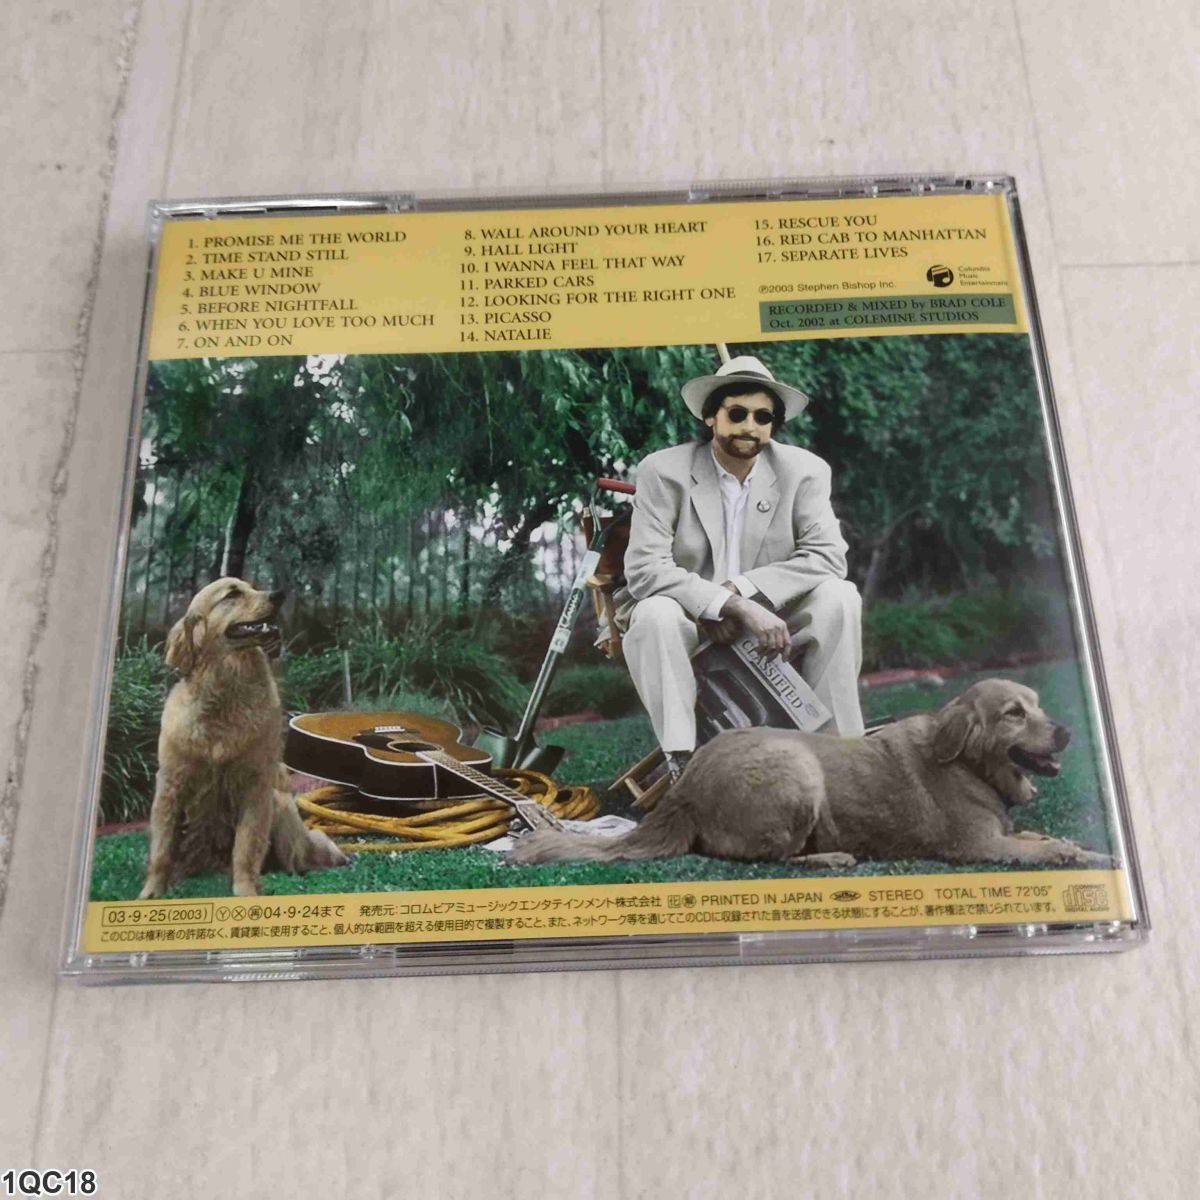 1. PROMISE ME THE WORLD
2. TIME STAND STILL
3. MAKE U MINE
4. BLUE WINDOW
5. BEFORE NIGHTFALL
6. WHEN YOU LOVE TOO MUCH
7. ON AND ON
8. WALL AROUND YOUR HEART
9. HALL LIGHT
10. I WANNA FEEL THAT WAY
11. PARKED CARS
12. LOOKING FOR THE RIGHT ONE
13. PICASSO
14. NATALIE
15. RESCUE YOU
16. RED CAB TO MANHATTAN
17. SEPARATE LIVES
℗2003 Stephen Bishop Inc.
Columbia
Music
Entertainment
RECORDED & MIXED by BRAD COLE
Oct. 2002 at COLEMINE STUDIOS
CLASSIFIED
03・9・25(2003) Ⓨ Ⓧ ㊢04・9・24まで 発売元:コロムビアミュージックエンタテインメント株式会社 PRINTED IN JAPAN STEREO TOTAL TIME 72'05"
このCDは権利者の許諾なく、賃貸業に使用すること、個人的な範囲を超える使用目的で複製すること、また、ネットワーク等を通じてこのCDに収録された音を送信できる状態にすることが、著作権法で禁じられています。
COMPACT
disc
DIGITAL AUDIO
1QC18